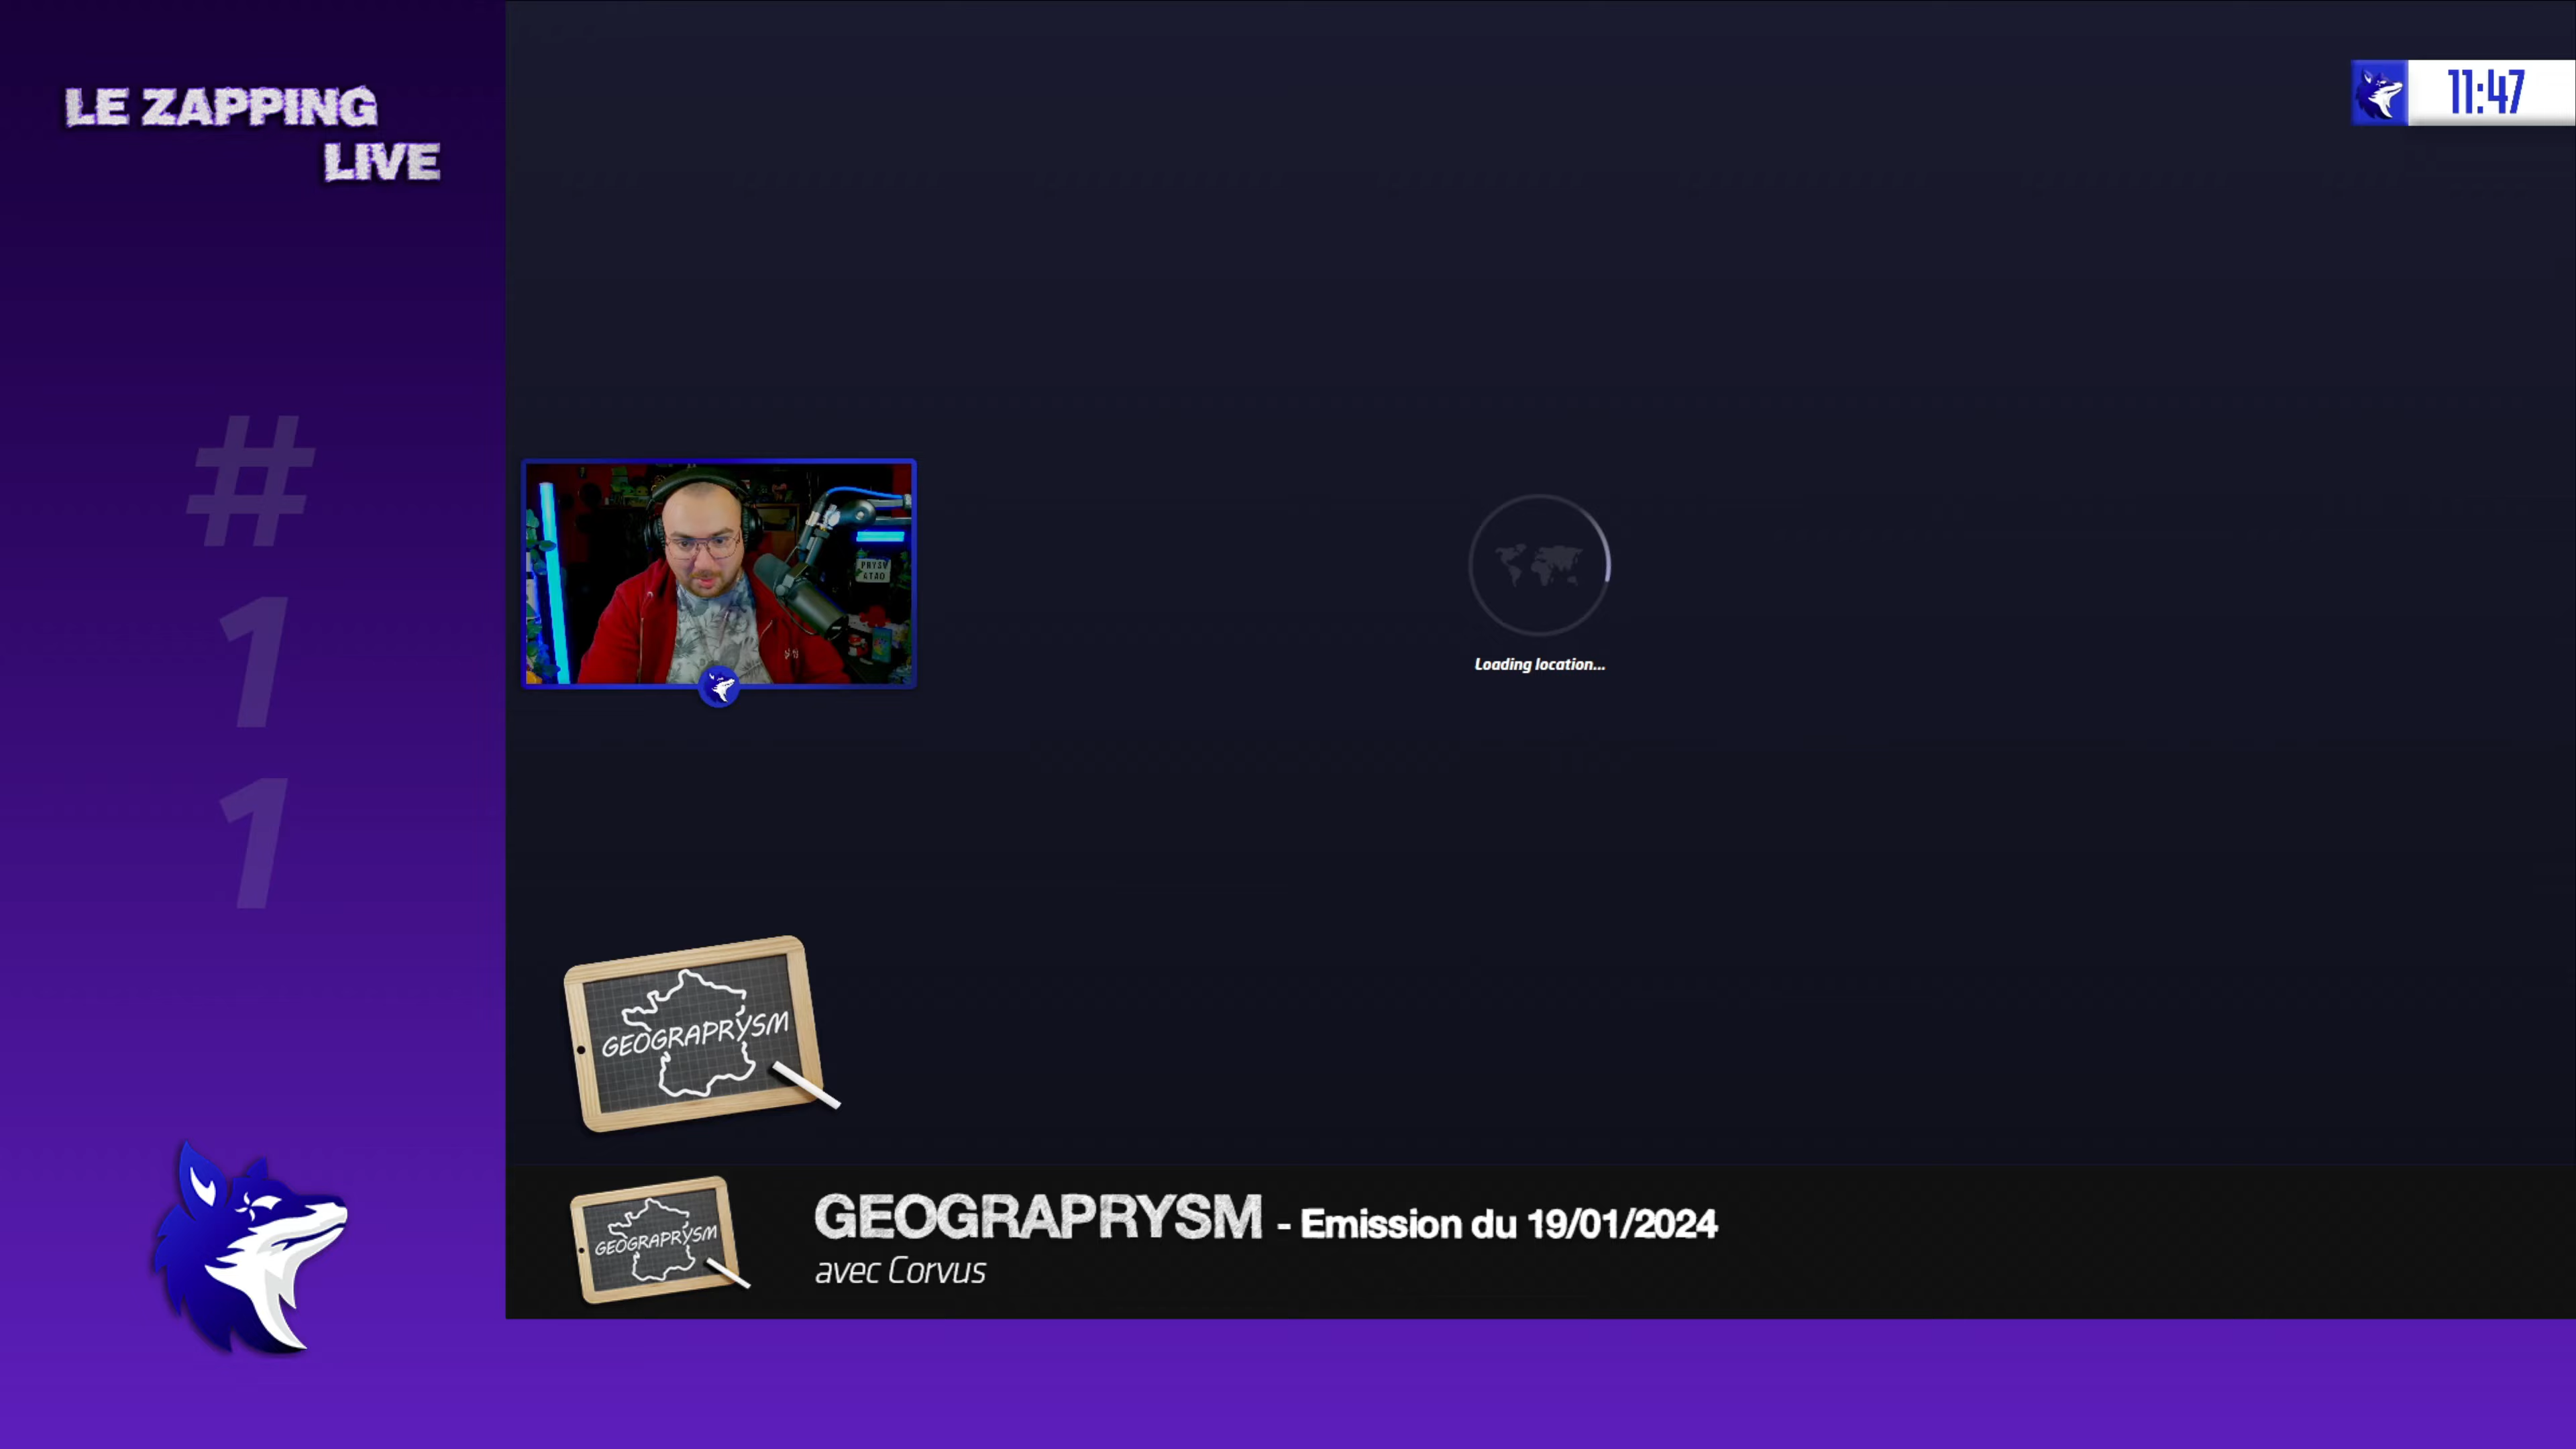 LE ZAPPING
LIVE
11:47
#
1
1
Loading location...
GEOGRAPRYSM
GEOGRAPRYSM
GEOGRAPRYSM - Emission du 19/01/2024
avec Corvus